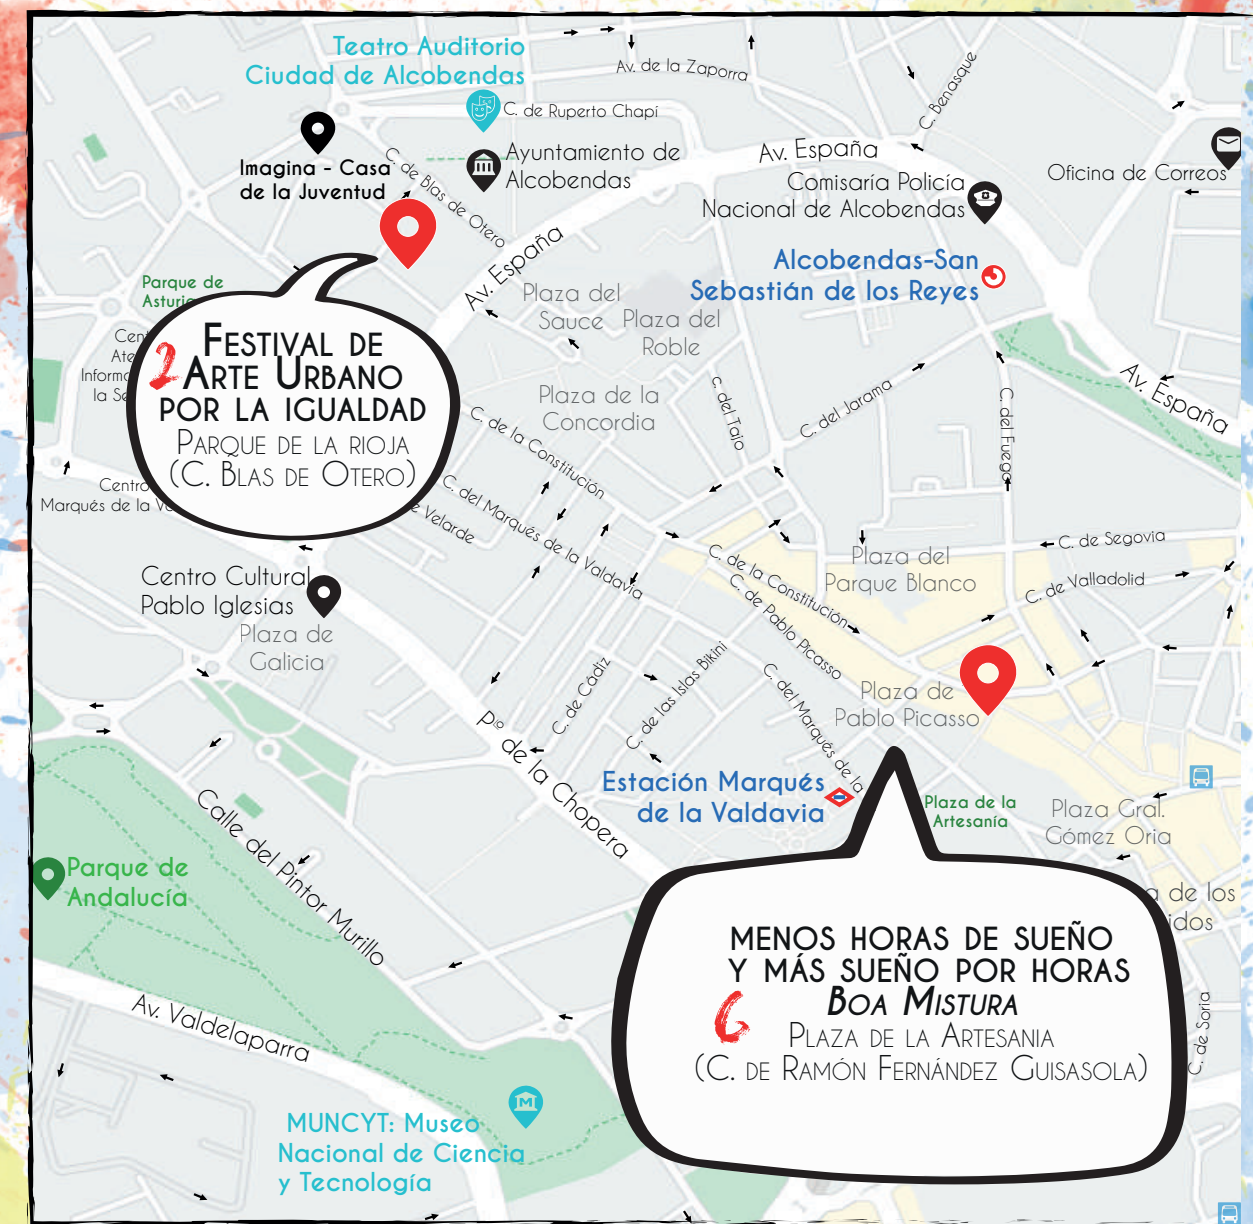 Teatro Auditorio
Ciudad de Alcobendas
Av. de la Zaporra
C. Benasque
C. de Ruperto Chapí
Imagina - Casa
de la Juventud
C. de Blas de Otero
Ayuntamiento de
Alcobendas
Av. España
Comisaría Policía
Nacional de Alcobendas
Oficina de Correos
Av. España
Alcobendas-San
Sebastián de los Reyes
Parque de
Plaza del
Sauce
Plaza del
Roble
la
FESTIVAL DE
2 ARTE URBANO
POR LA IGUALDAD
PARQUE DE LA RIOJA
(C. BLAS DE OTERO)
Plaza de la
Concordia
C. del Tajo
C. del Jarama
C. del Fuego
Av. España
C. de la Constitución
Centro
Marqués de la
Velarde
C. del Marqués de la Valdavia
C. de la Constitución
C. de Pablo Picasso
Plaza del
Parque Blanco
C. de Segovia
C. de Valladolid
Centro Cultural
Pablo Iglesias
Plaza de
Galicia
C. de Cádiz
C. de las Islas Bikini
C. del Marqués de la
Plaza de
Pablo Picasso
Pº de la Chopera
Estación Marqués
de la Valdavia
Plaza de la
Artesanía
Plaza Gral.
Gómez Oria
Calle del Pintor Murillo
Parque de
Andalucía
de los
MENOS HORAS DE SUEÑO
Y MÁS SUEÑO POR HORAS
BOA MISTURA
6 PLAZA DE LA ARTESANIA
(C. DE RAMÓN FERNÁNDEZ GUISASOLA)
C. de Soria
Av. Valdelaparra
M
MUNCYT: Museo
Nacional de Ciencia
y Tecnología